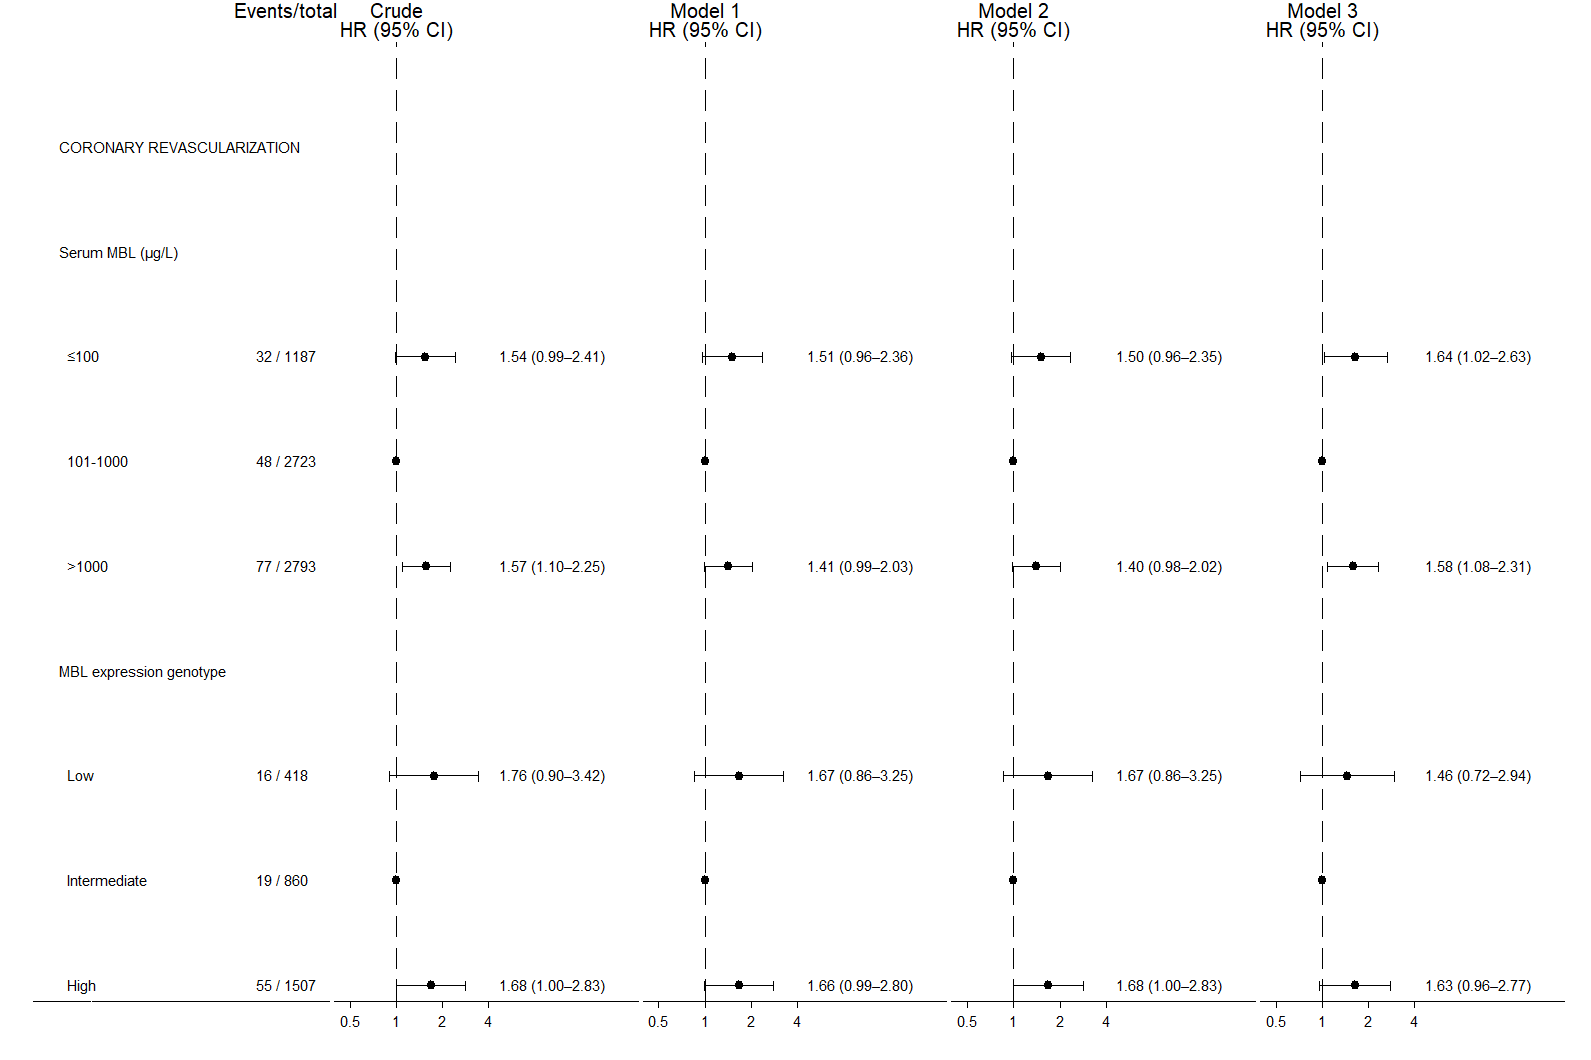 Events/total Crude Model 1 Model 2 Model 3
HR (95% CI) HR (95% CI) HR (95% CI) HR (95% CI)
CORONARY REVASCULARIZATION
Serum MBL (µg/L)
≤100 32 / 1187 1.54 (0.99–2.41) 1.51 (0.96–2.36) 1.50 (0.96–2.35) 1.64 (1.02–2.63)
101-1000 48 / 2723
>1000 77 / 2793 1.57 (1.10–2.25) 1.41 (0.99–2.03) 1.40 (0.98–2.02) 1.58 (1.08–2.31)
MBL expression genotype
Low 16 / 418 1.76 (0.90–3.42) 1.67 (0.86–3.25) 1.67 (0.86–3.25) 1.46 (0.72–2.94)
Intermediate 19 / 860
High 55 / 1507 1.68 (1.00–2.83) 1.66 (0.99–2.80) 1.68 (1.00–2.83) 1.63 (0.96–2.77)
0.5 1 2 4 0.5 1 2 4 0.5 1 2 4 0.5 1 2 4